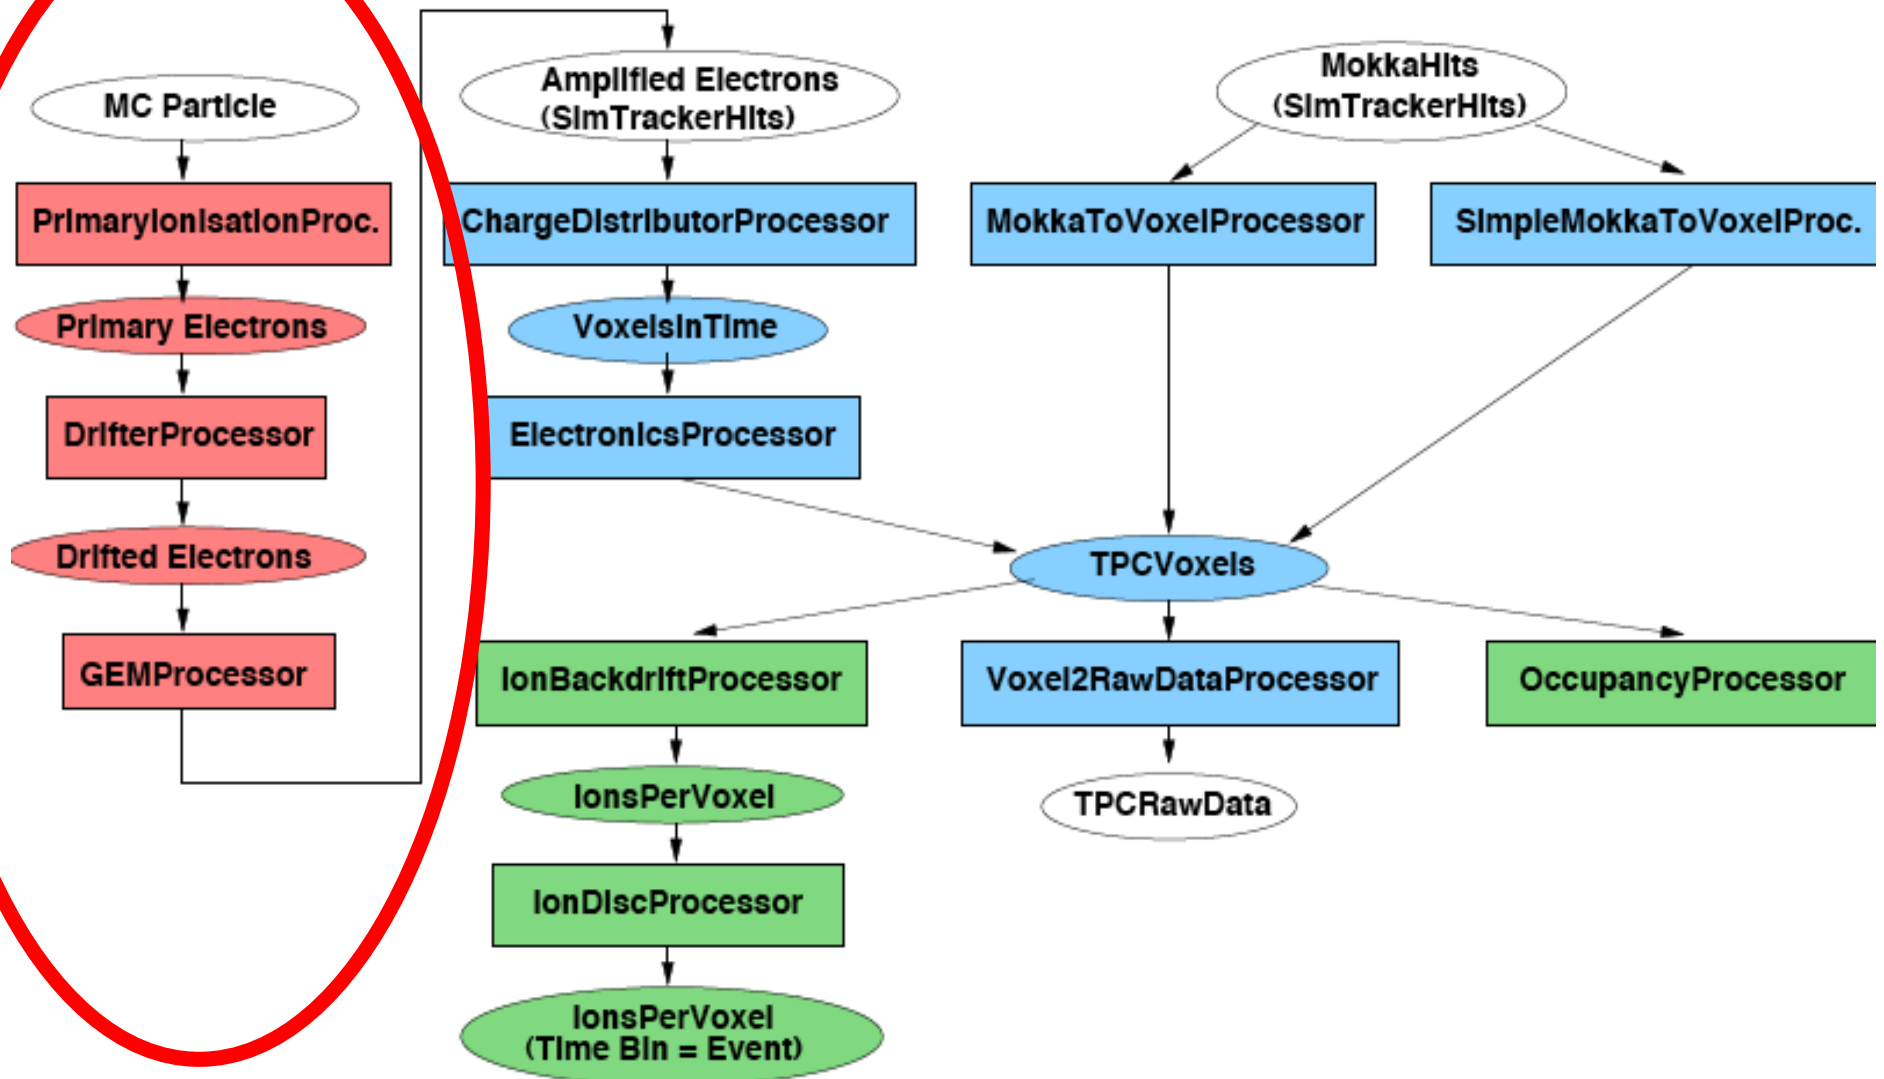 MC Particle
PrimaryIonisationProc.
Primary Electrons
DrifterProcessor
Drifted Electrons
GEMProcessor
Amplified Electrons
(SimTrackerHits)
ChargeDistributorProcessor
VoxelsInTime
ElectronicsProcessor
MokkaHits
(SimTrackerHits)
MokkaToVoxelProcessor
SimpleMokkaToVoxelProc.
TPCVoxels
IonBackdriftProcessor
Voxel2RawDataProcessor
OccupancyProcessor
IonsPerVoxel
TPCRawData
IonDiscProcessor
IonsPerVoxel
(Time Bin = Event)